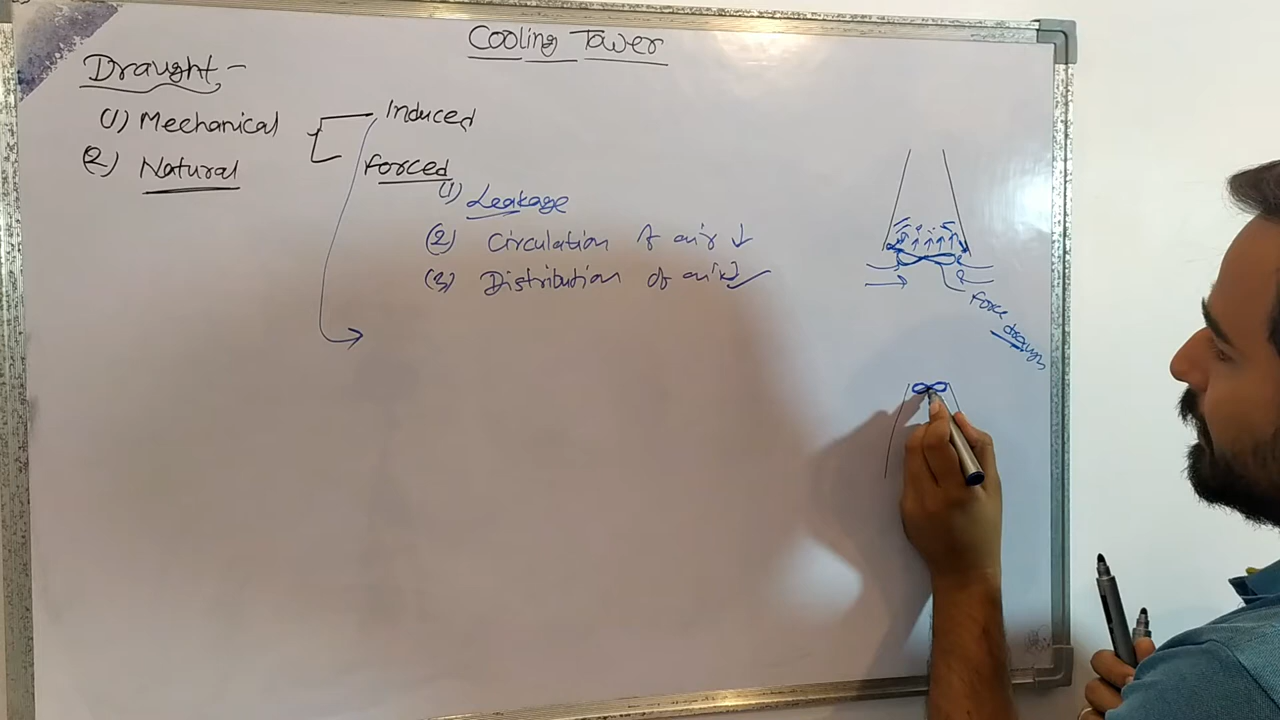 Cooling Tower
Draught -
(1) Mechanical
(2) Natural
Induced
Forced
(1) Leakage
(2) Circulation of air ↓
(3) Distribution of air
Force